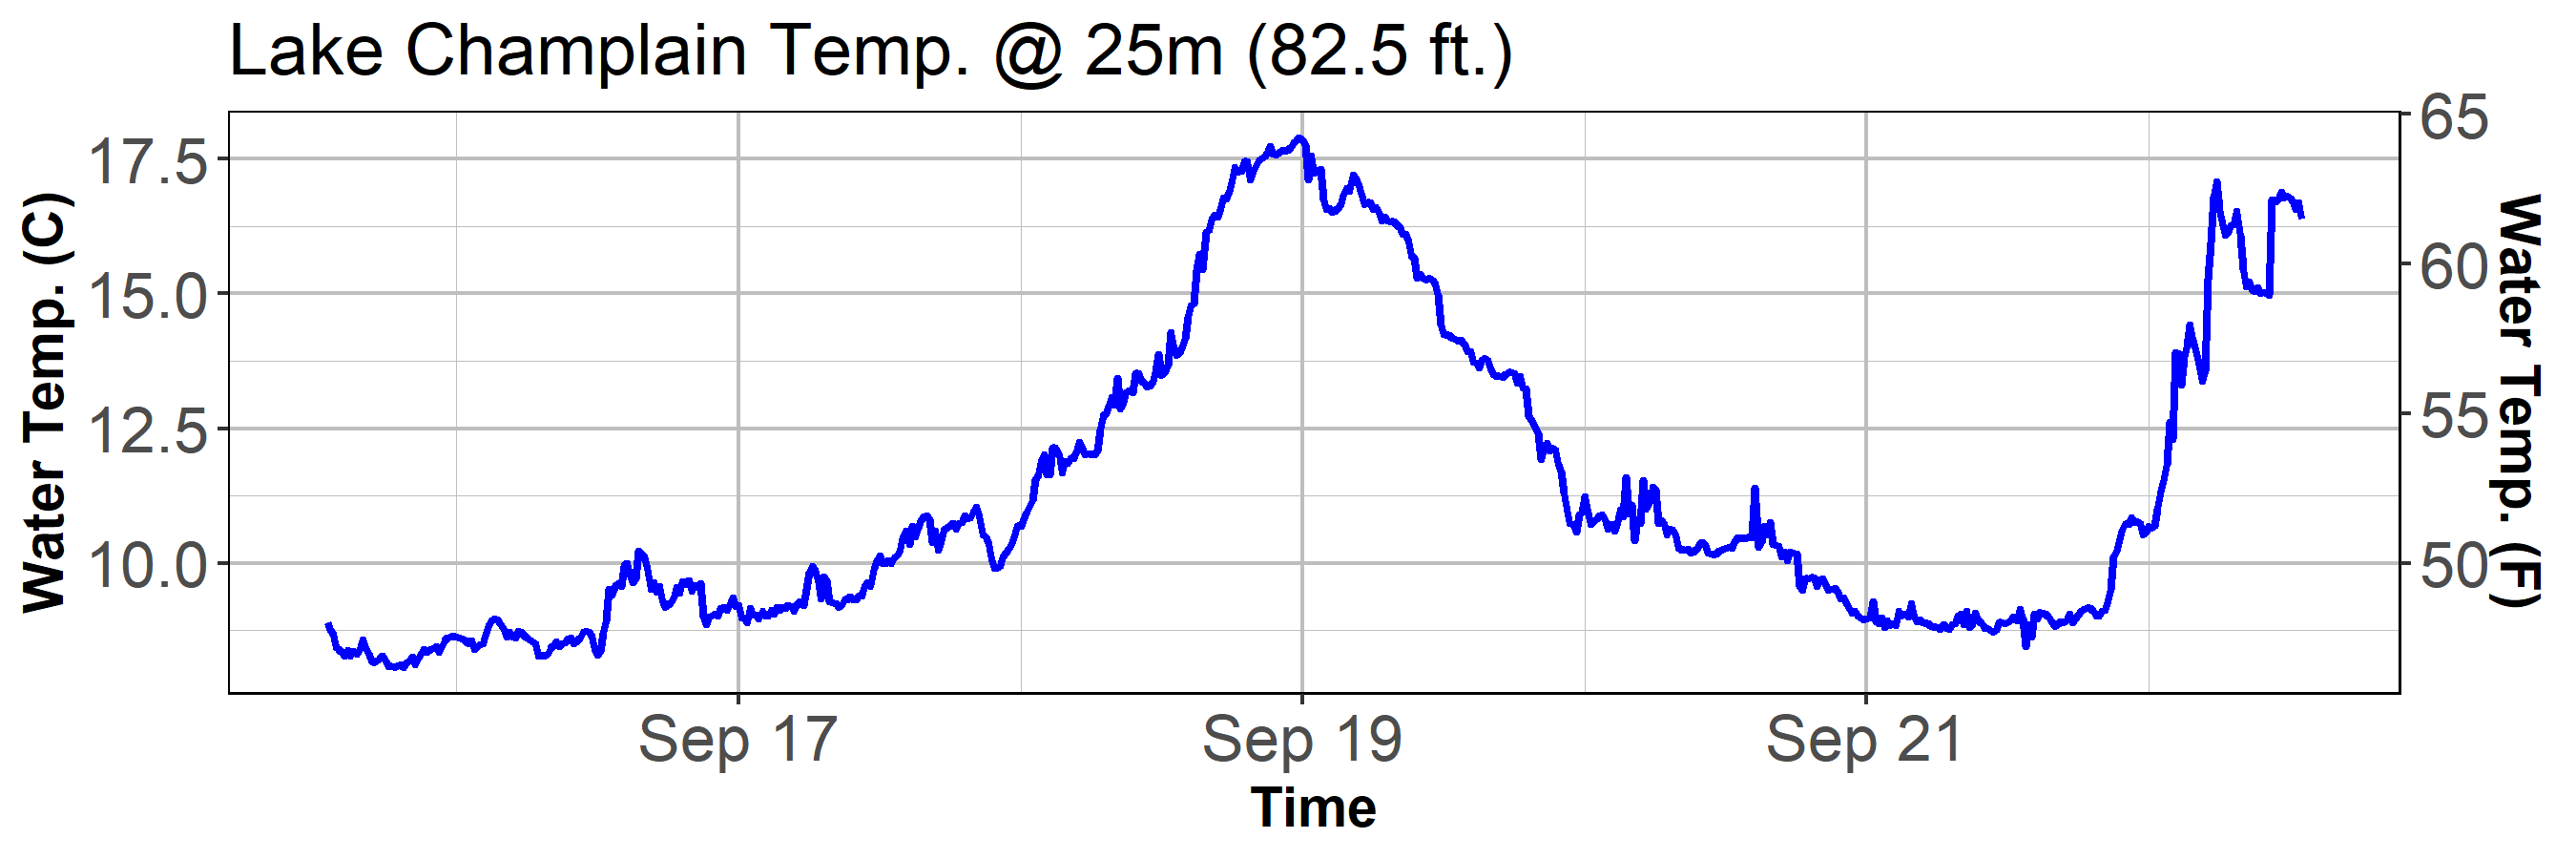 Lake Champlain Temp. @ 25m (82.5 ft.)
Water Temp. (C)
17.5
15.0
12.5
10.0
65
60
55
50
Water Temp. (F)
Sep 17
Sep 19
Sep 21
Time